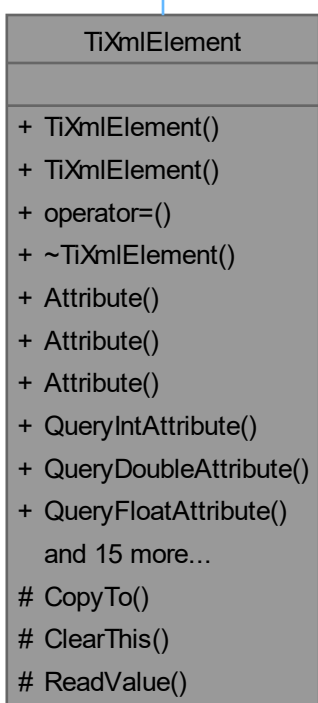 TiXmlElement
+ TiXmlElement()
+ TiXmlElement()
+ operator=()
+ ~TiXmlElement()
+ Attribute()
+ Attribute()
+ Attribute()
+ QueryIntAttribute()
+ QueryDoubleAttribute()
+ QueryFloatAttribute()
and 15 more...
# CopyTo()
# ClearThis()
# ReadValue()